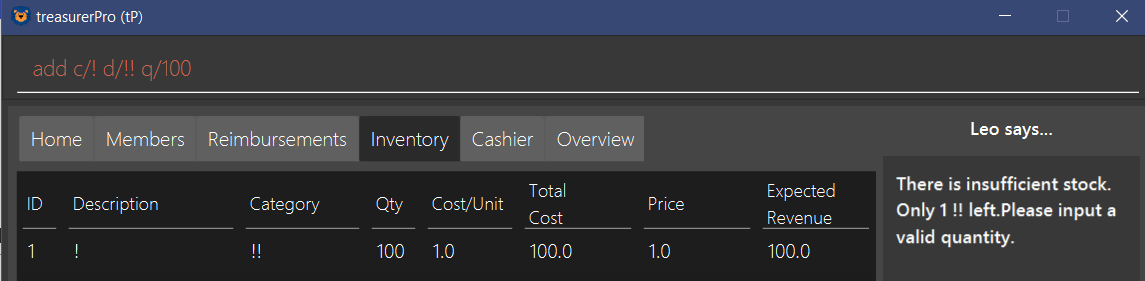 treasurerPro (tP)
add c/! d/!! q/100
Home Members Reimbursements Inventory Cashier Overview
Leo says...
There is insufficient stock.
Only 1 !! left.Please input a
valid quantity.
ID Description Category Qty Cost/Unit Total Cost Price Expected Revenue
1 ! !! 100 1.0 100.0 1.0 100.0